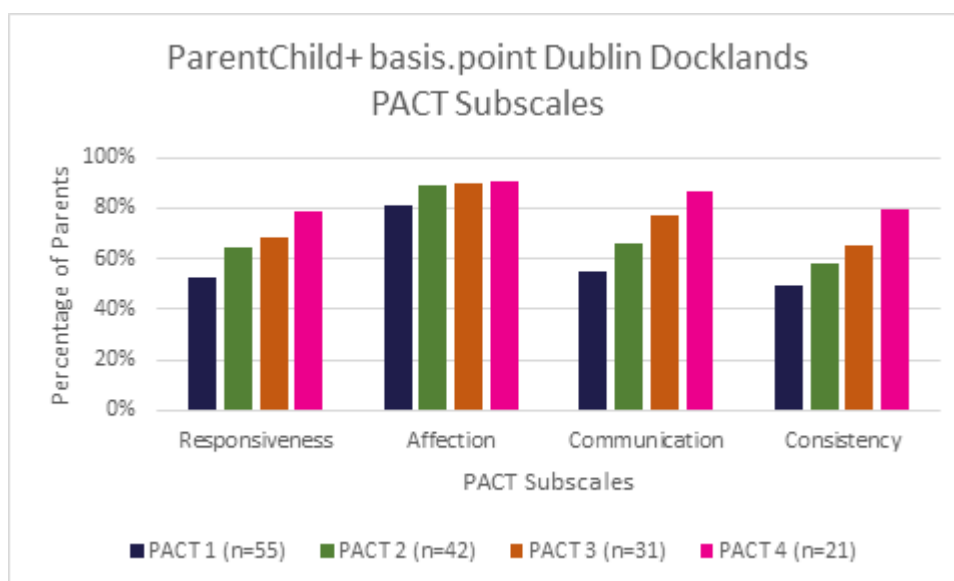 ParentChild+ basis.point Dublin Docklands
PACT Subscales
Percentage of Parents
100%
80%
60%
40%
20%
0%
Responsiveness Affection Communication Consistency
PACT Subscales
PACT 1 (n=55) PACT 2 (n=42) PACT 3 (n=31) PACT 4 (n=21)